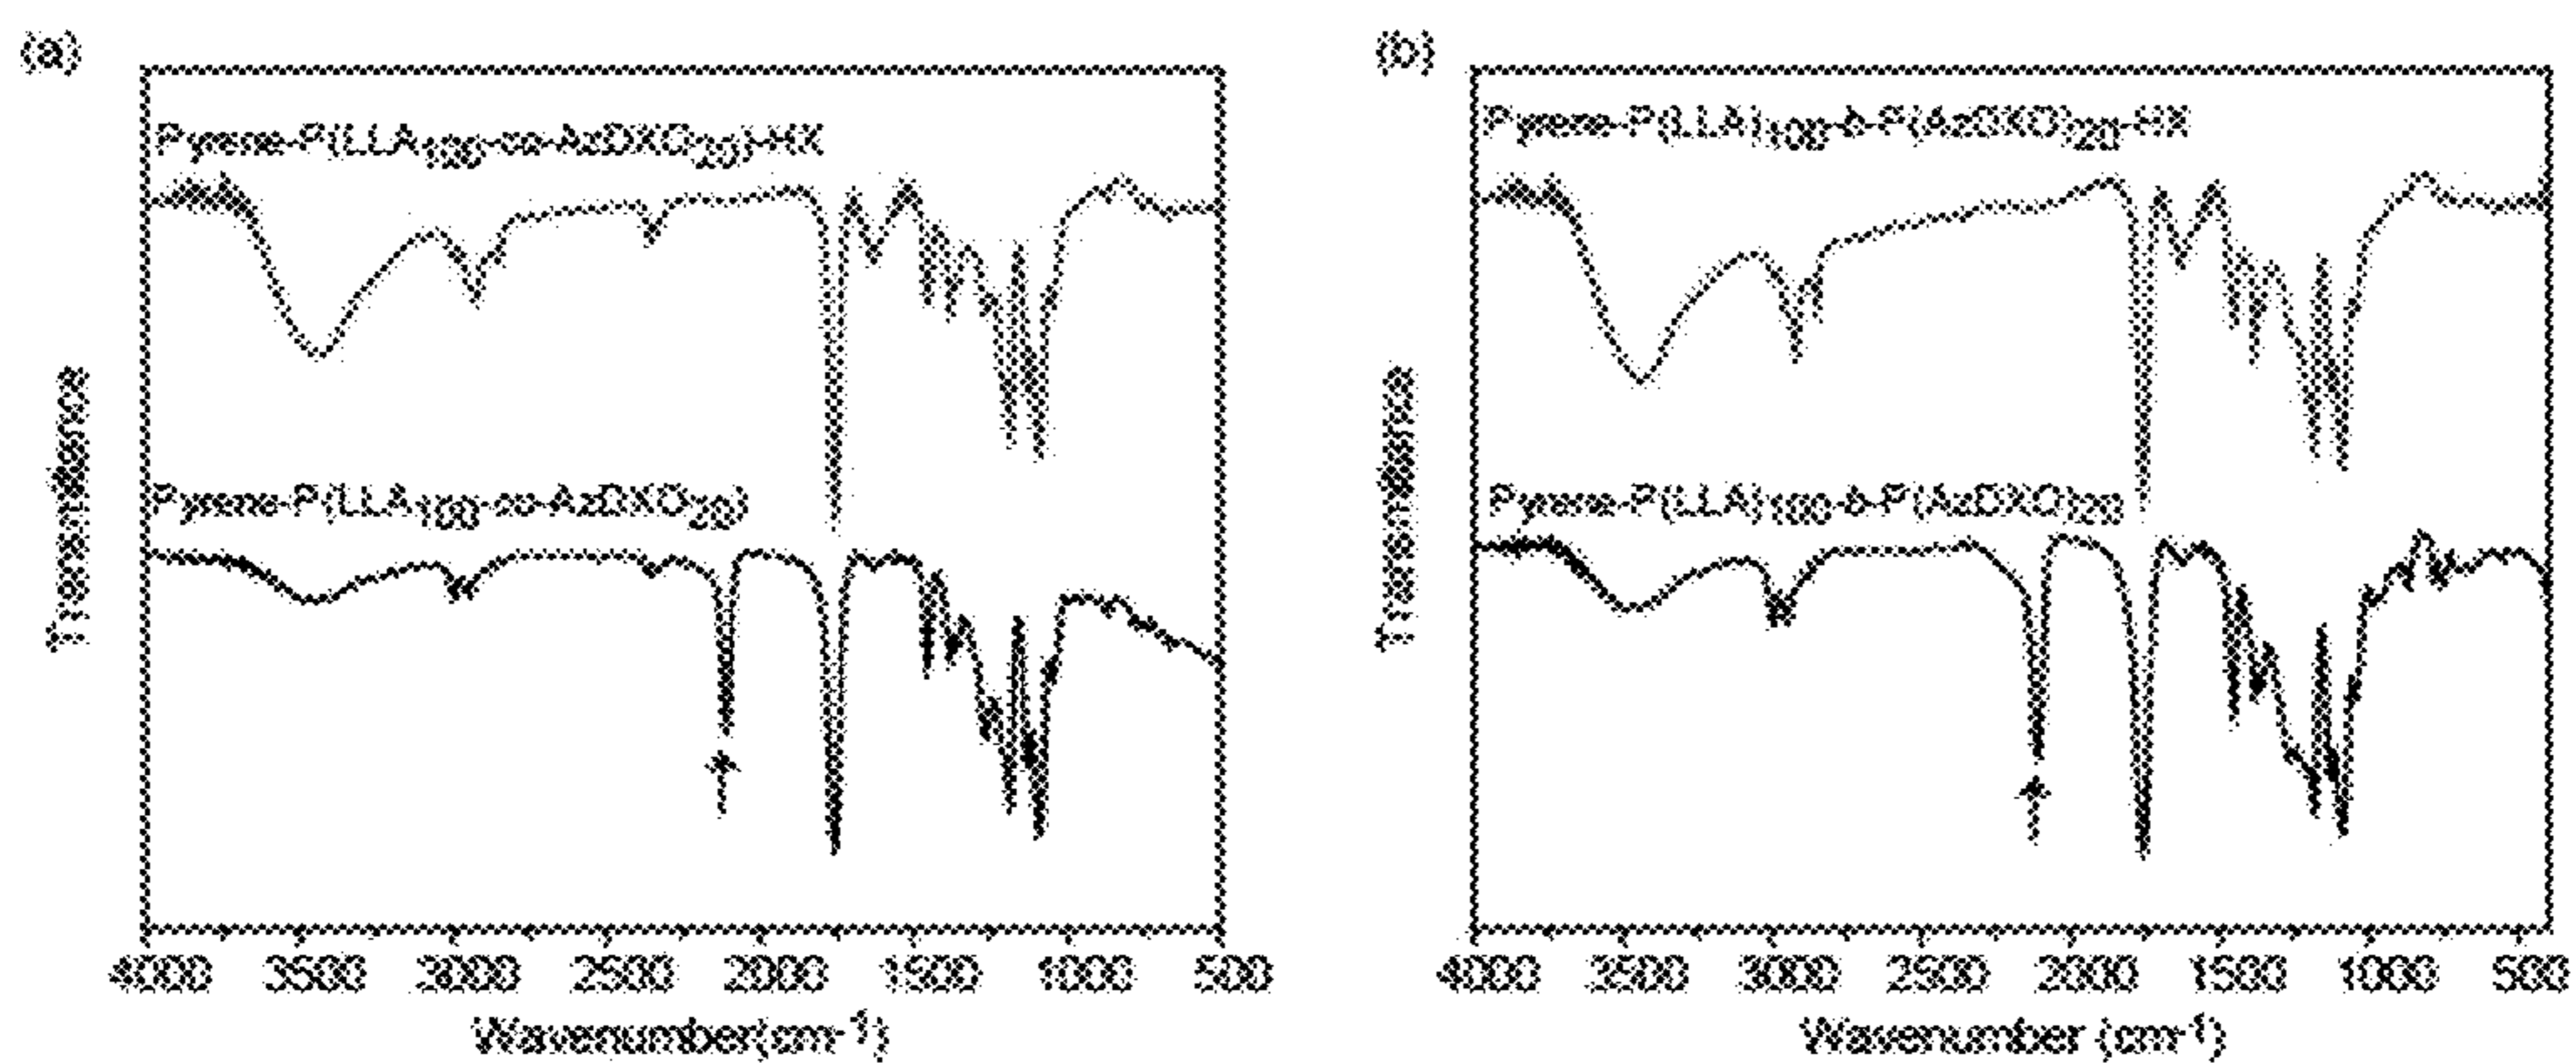 (a)
Pyrene-P(LLA100-co-AzDXO20)-HX
Pyrene-P(LLA100-co-AzDXO20)
Transmittance
4000 3500 3000 2500 2000 1500 1000 500
Wavenumber(cm-1)
(b)
Pyrene-P(LLA)100-b-P(AzDXO)20-HX
Pyrene-P(LLA)100-b-P(AzDXO)20
Transmittance
4000 3500 3000 2500 2000 1500 1000 500
Wavenumber (cm-1)